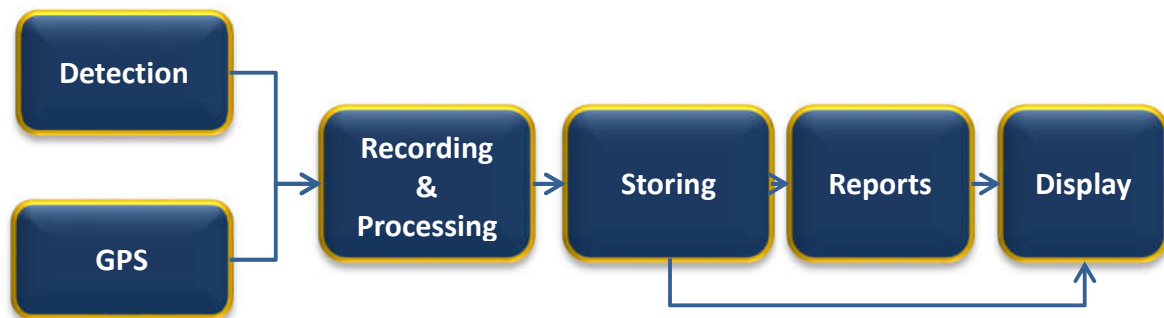 Detection
GPS
Recording
&
Processing
Storing
Reports
Display